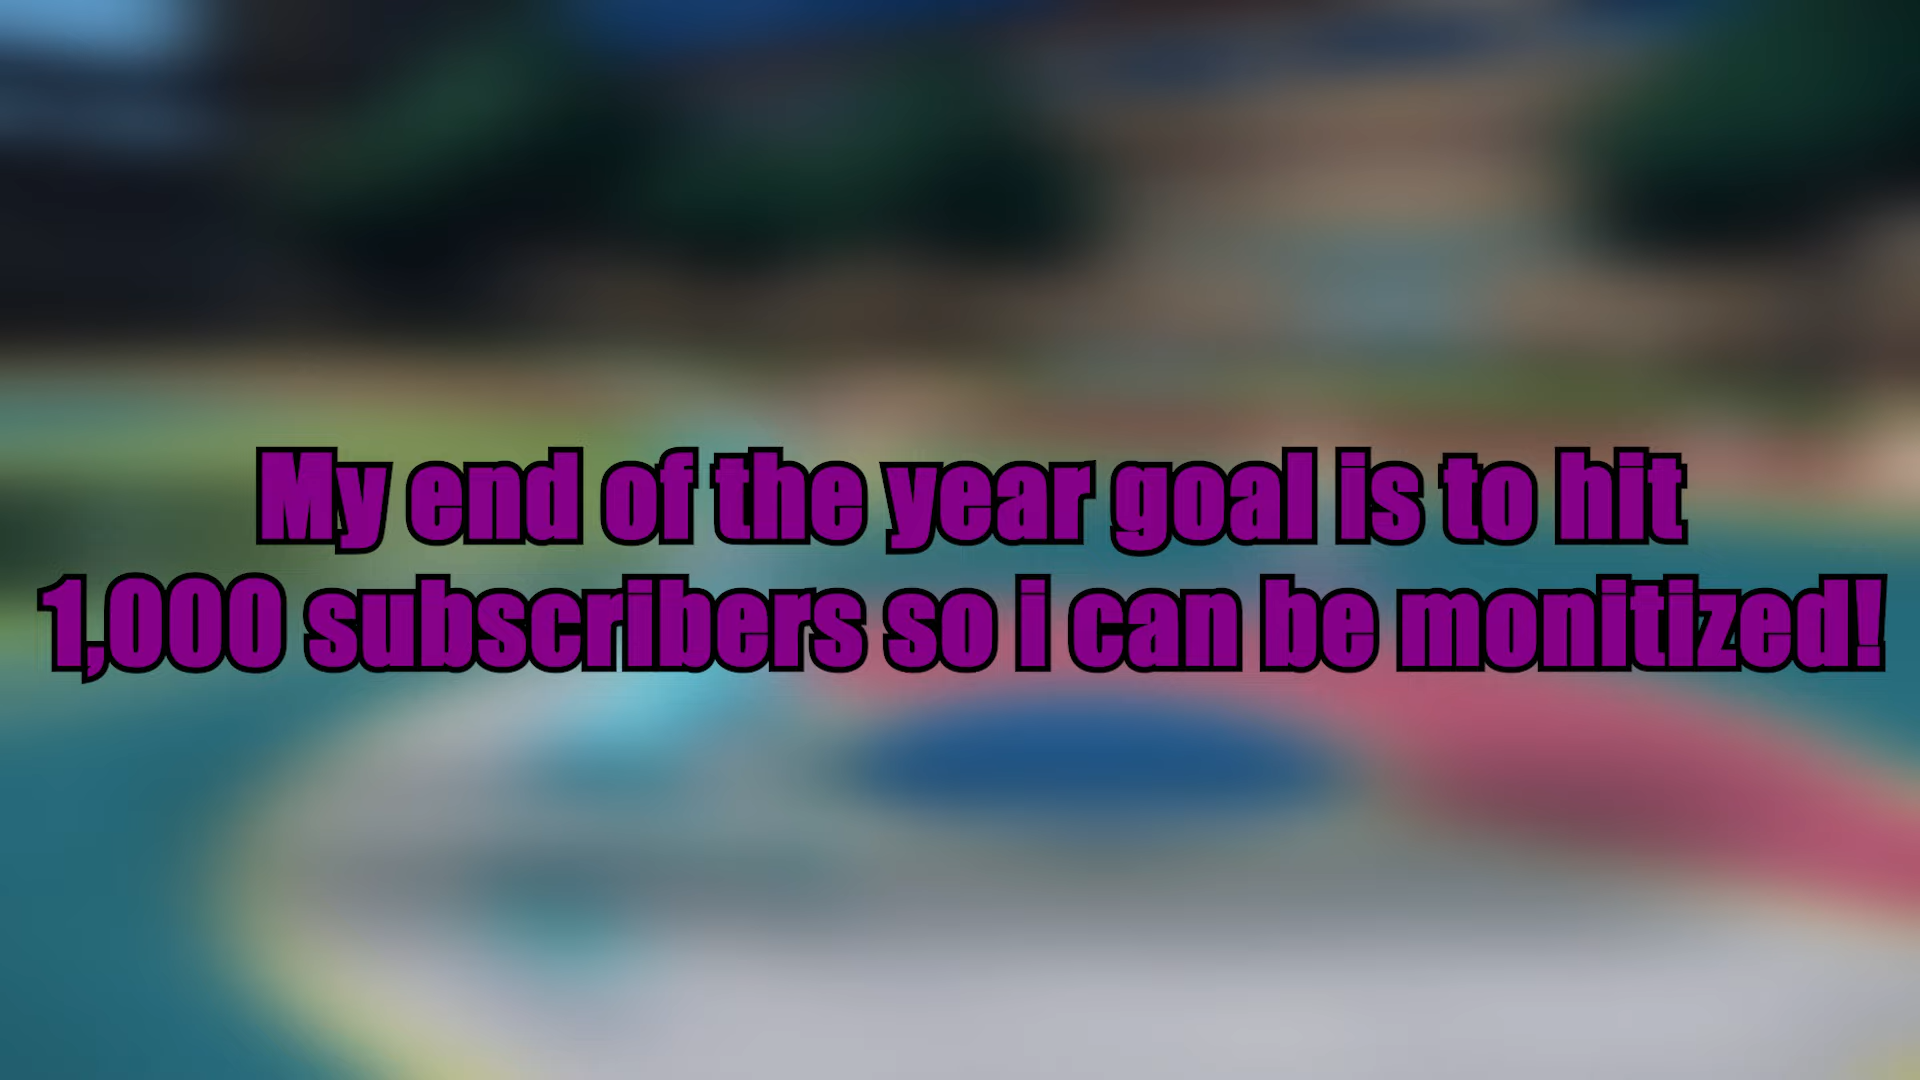 My end of the year goal is to hit
1,000 subscribers so i can be monitized!